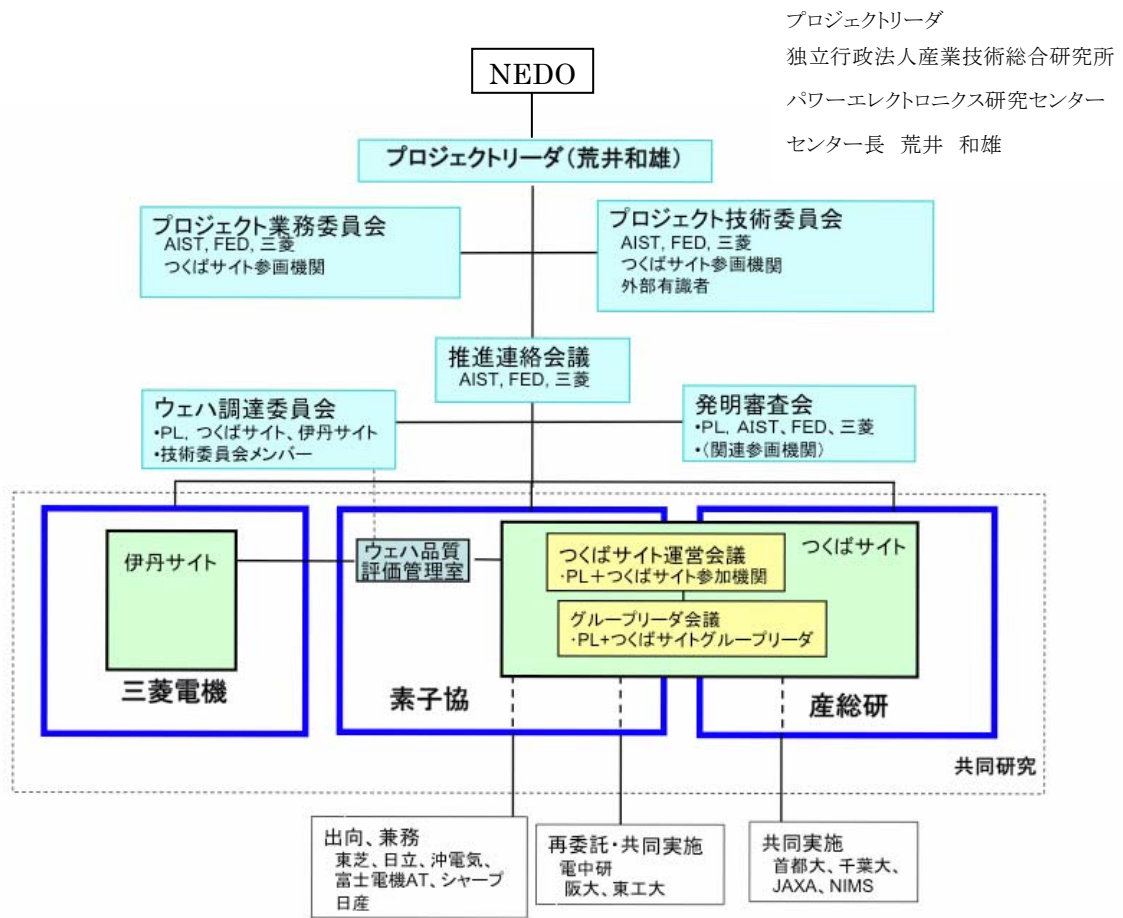 プロジェクトリーダ
独立行政法人産業技術総合研究所
パワーエレクトロニクス研究センター
センター長 荒井 和雄
NEDO
プロジェクトリーダ(荒井和雄)
プロジェクト業務委員会
AIST, FED, 三菱
つくばサイト参画機関
プロジェクト技術委員会
AIST, FED, 三菱
つくばサイト参画機関
外部有識者
推進連絡会議
AIST, FED, 三菱
ウェハ調達委員会
・PL, つくばサイト、伊丹サイト
・技術委員会メンバー
発明審査会
・PL, AIST、FED、三菱
・(関連参画機関)
伊丹サイト
三菱電機
ウェハ品質
評価管理室
素子協
つくばサイト
つくばサイト運営会議
・PL+つくばサイト参加機関
グループリーダ会議
・PL+つくばサイトグループリーダ
産総研
共同研究
出向、兼務
東芝、日立、沖電気、
富士電機AT、シャープ
日産
再委託・共同実施
電中研
阪大、東工大
共同実施
首都大、千葉大、
JAXA、NIMS